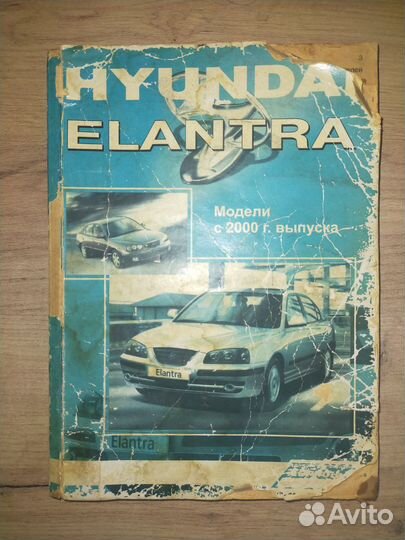 HYUNDAI
ELANTRA
Модели
с 2000 г. выпуска
Elantra
Elantra
Avito